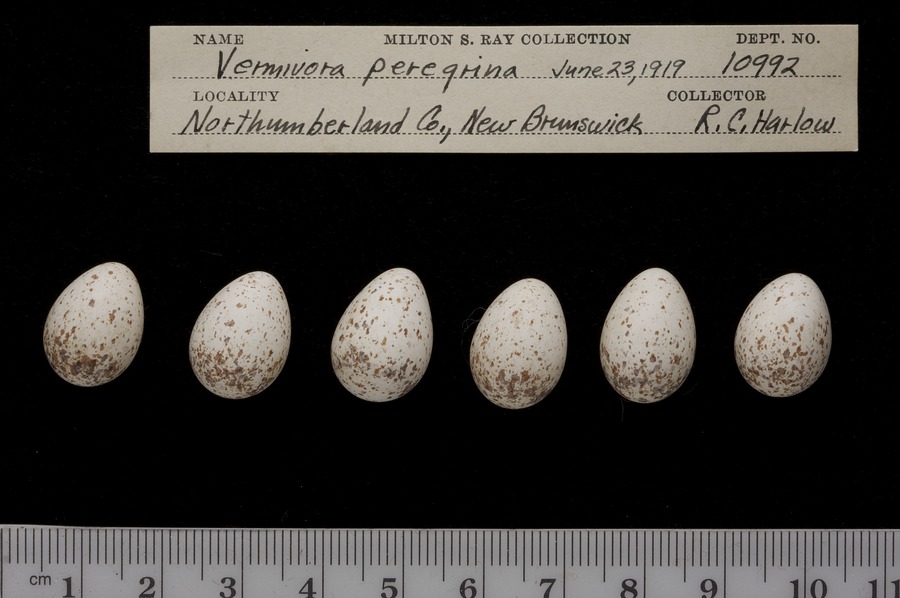 NAME MILTON S. RAY COLLECTION DEPT. NO.
Vermivora peregrina June 23, 1919 10992
LOCALITY COLLECTOR
Northumberland Co., New Brunswick R. C. Harlow
cm 1 2 3 4 5 6 7 8 9 10 11